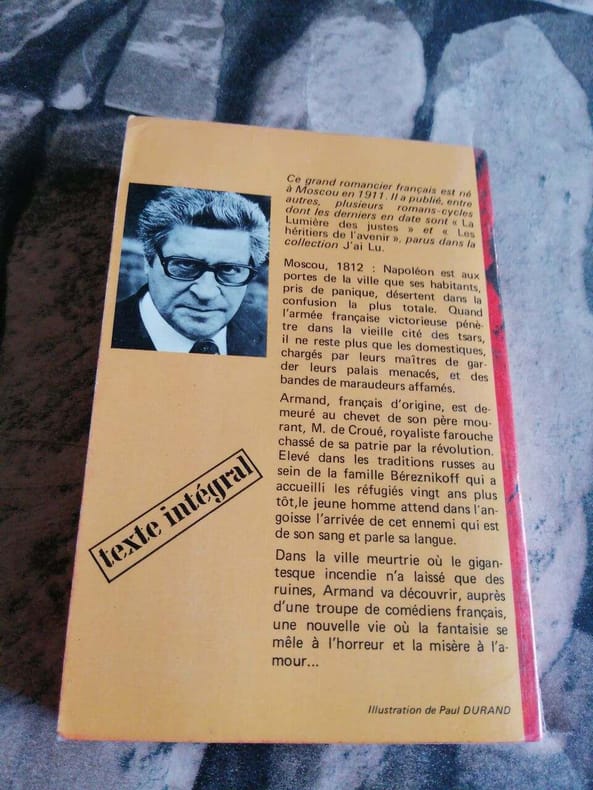 Ce grand romancier français est né
à Moscou en 1911. Il a publié, entre
autres, plusieurs romans-cycles
dont les derniers en date sont « La
Lumière des justes » et « Les
héritiers de l'avenir », parus dans la
collection J'ai Lu.
Moscou, 1812 : Napoléon est aux
portes de la ville que ses habitants,
pris de panique, désertent dans la
confusion la plus totale. Quand
l'armée française victorieuse pénè-
tre dans la vieille cité des tsars,
il ne reste plus que les domestiques,
chargés par leurs maîtres de gar-
der leurs palais menacés, et des
bandes de maraudeurs affamés.
Armand, français d'origine, est de-
meuré au chevet de son père mou-
rant, M. de Croué, royaliste farouche
chassé de sa patrie par la révolution.
Elevé dans les traditions russes au
sein de la famille Béreznikoff qui a
accueilli les réfugiés vingt ans plus
tôt,le jeune homme attend dans l'an-
goisse l'arrivée de cet ennemi qui est
de son sang et parle sa langue.
Dans la ville meurtrie où le gigan-
tesque incendie n'a laissé que des
ruines, Armand va découvrir, auprès
d'une troupe de comédiens français,
une nouvelle vie où la fantaisie se
mêle à l'horreur et la misère à l'a-
mour...
texte intégral
Illustration de Paul DURAND